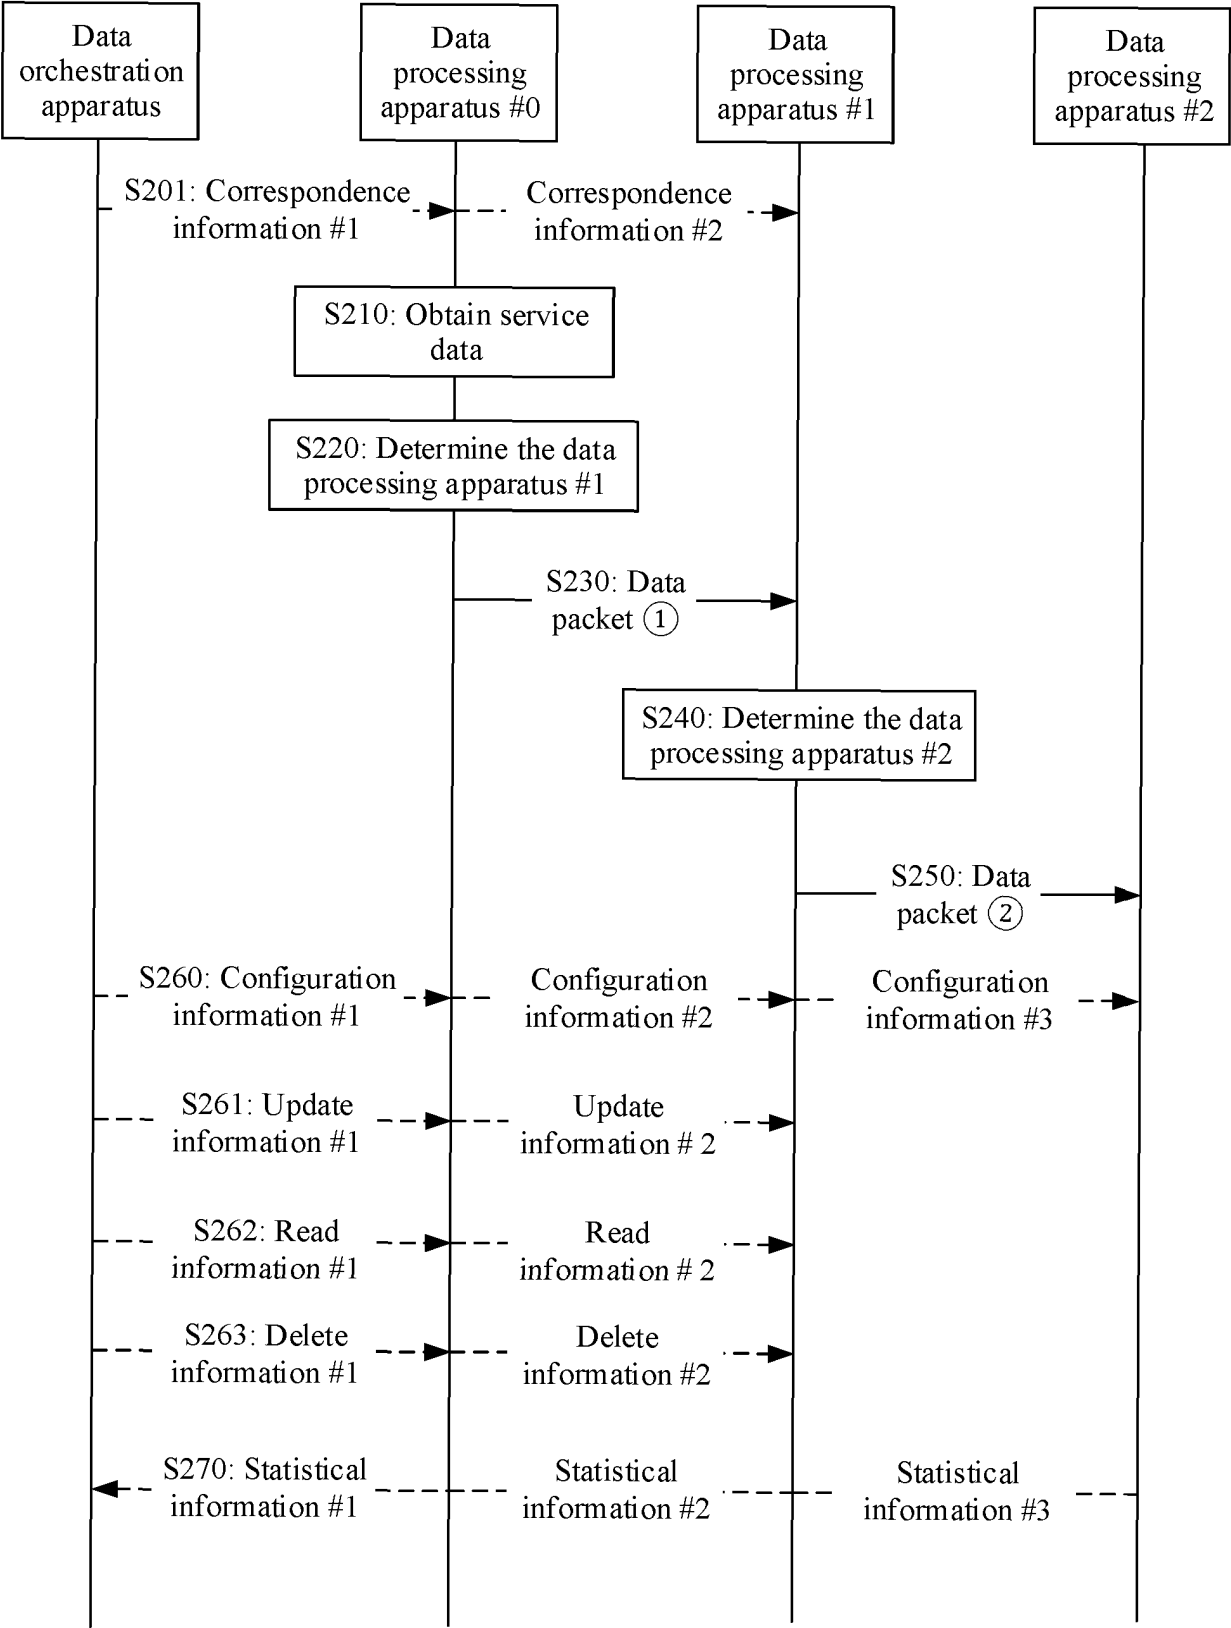 Data
orchestration
apparatus
Data
processing
apparatus #0
Data
processing
apparatus #1
Data
processing
apparatus #2
S201: Correspondence
information #1
Correspondence
information #2
S210: Obtain service
data
S220: Determine the data
processing apparatus #1
S230: Data
packet ①
S240: Determine the data
processing apparatus #2
S250: Data
packet ②
S260: Configuration
information #1
Configuration
information #2
Configuration
information #3
S261: Update
information #1
Update
information # 2
S262: Read
information #1
Read
information # 2
S263: Delete
information #1
Delete
information #2
S270: Statistical
information #1
Statistical
information #2
Statistical
information #3